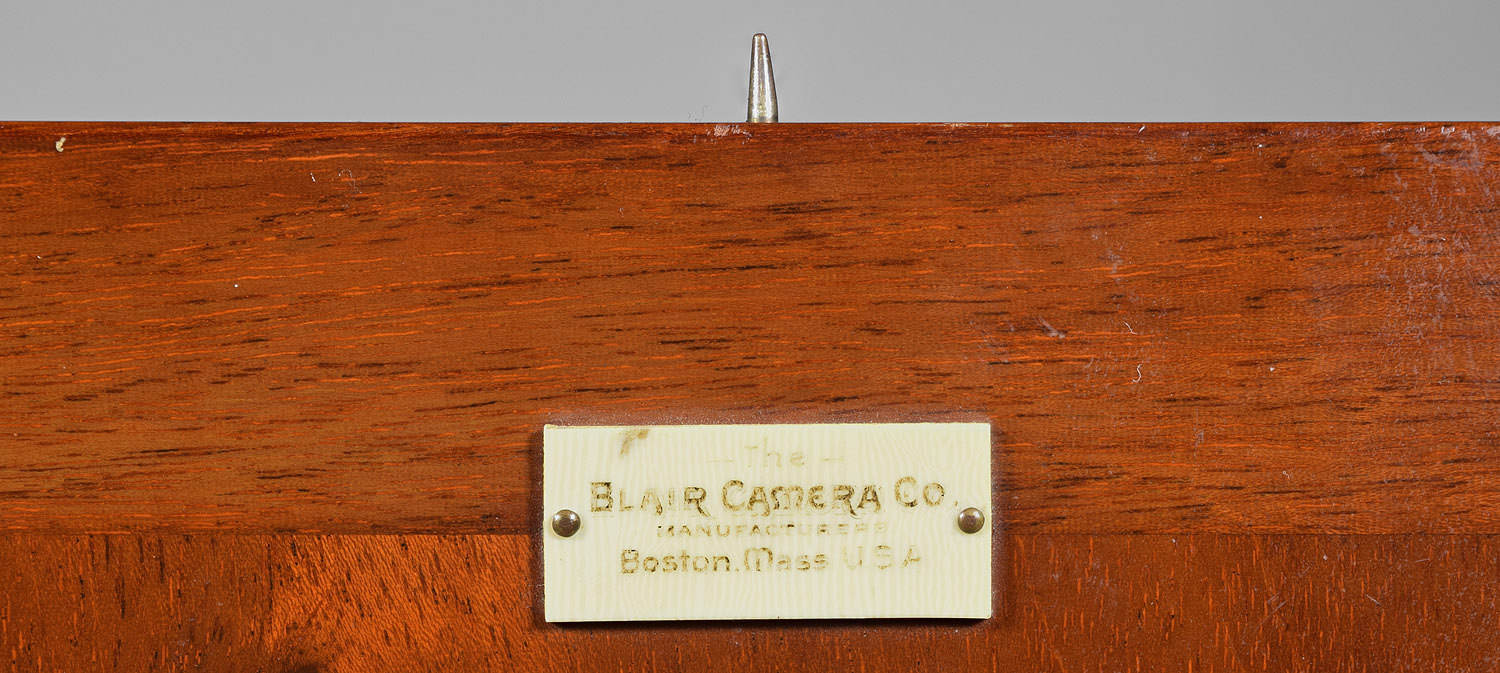 — The —
BLAIR CAMERA CO.
MANUFACTURERS
Boston. Mass U.S.A